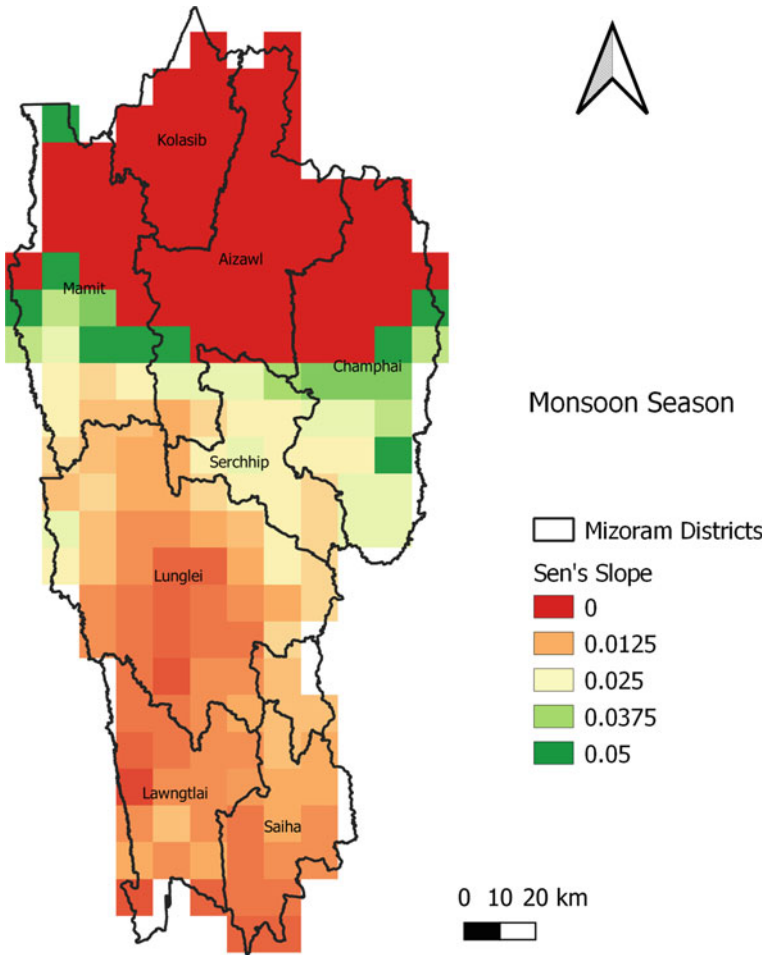 Kolasib
Aizawl
Mamit
Champhai
Monsoon Season
Serchhip
Mizoram Districts
Lunglei
Sen's Slope
0
0.0125
0.025
0.0375
0.05
Lawngtlai
Saiha
0 10 20 km